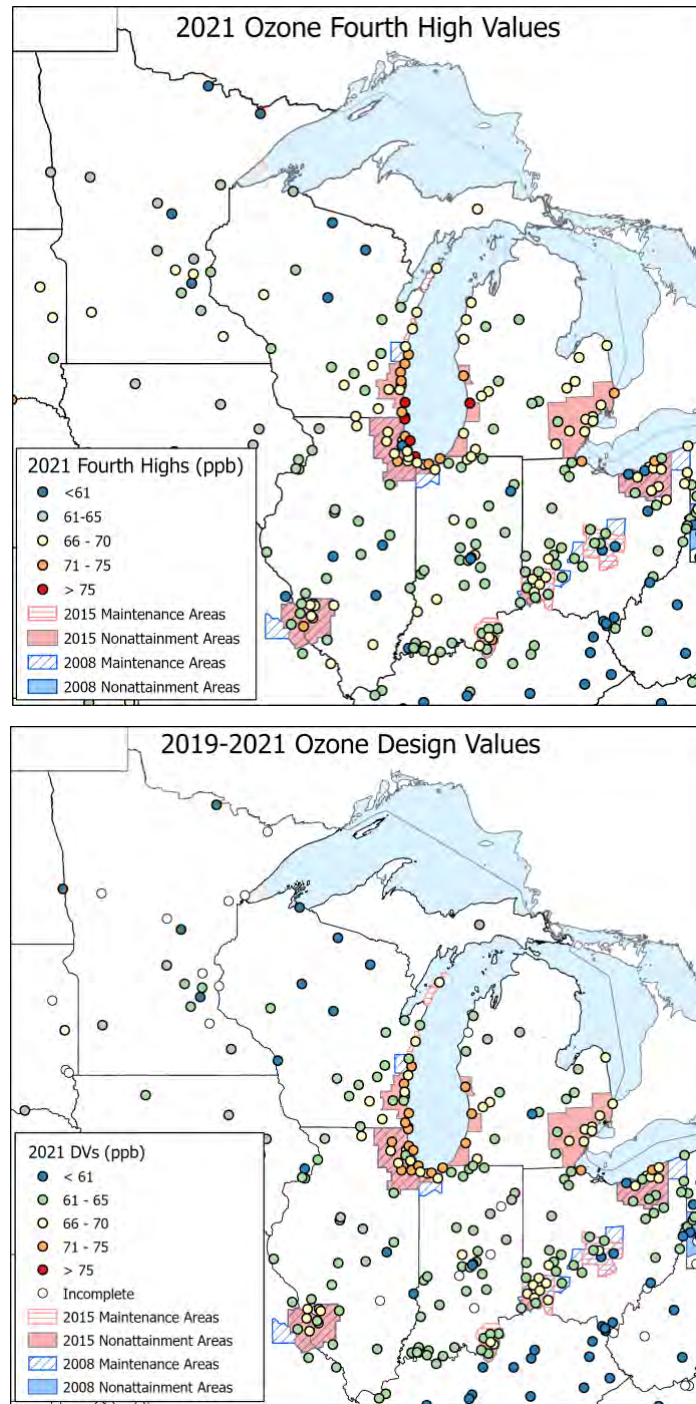 2021 Ozone Fourth High Values
2021 Fourth Highs (ppb)
<61
61-65
66 - 70
71 - 75
> 75
2015 Maintenance Areas
2015 Nonattainment Areas
2008 Maintenance Areas
2008 Nonattainment Areas
2019-2021 Ozone Design Values
2021 DVs (ppb)
< 61
61 - 65
66 - 70
71 - 75
> 75
Incomplete
2015 Maintenance Areas
2015 Nonattainment Areas
2008 Maintenance Areas
2008 Nonattainment Areas